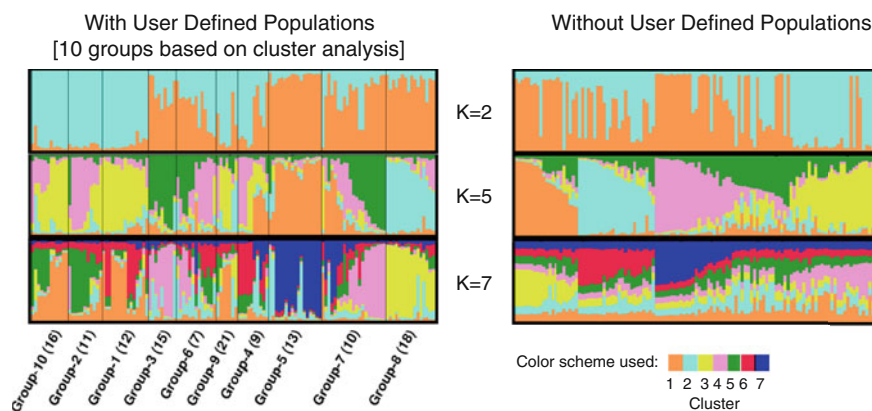 With User Defined Populations
[10 groups based on cluster analysis]
Without User Defined Populations
K=2
K=5
K=7
Group-10 (16)
Group-2 (11)
Group-1 (12)
Group-3 (15)
Group-6 (7)
Group-9 (21)
Group-4 (9)
Group-5 (13)
Group-7 (10)
Group-8 (18)
Color scheme used:
1 2 3 4 5 6 7
Cluster